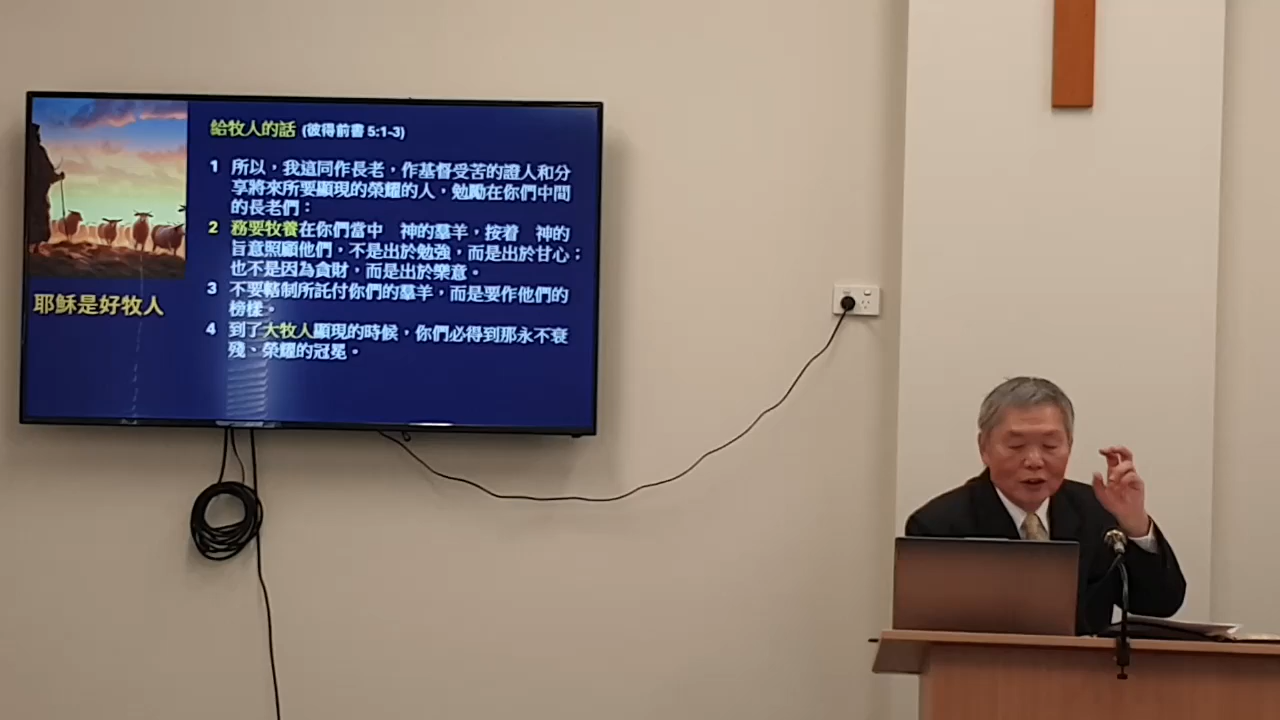 給牧人的話 (彼得前書 5:1-3)
1 所以，我這同作長老，作基督受苦的證人和分
享將來所要顯現的榮耀的人，勉勵在你們中間
的長老們：
2 務要牧養在你們當中　神的羣羊，按着　神的
旨意照顧他們，不是出於勉強，而是出於甘心；
也不是因為貪財，而是出於樂意。
3 不要轄制所託付你們的羣羊，而是要作他們的
榜樣。
4 到了大牧人顯現的時候，你們必得到那永不衰
殘、榮耀的冠冕。
耶穌是好牧人